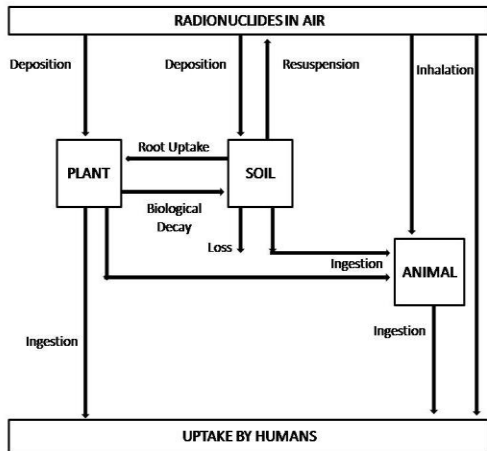 RADIONUCLIDES IN AIR
Deposition
Deposition
Resuspension
Inhalation
Root Uptake
PLANT
SOIL
Biological
Decay
Loss
Ingestion
ANIMAL
Ingestion
Ingestion
UPTAKE BY HUMANS